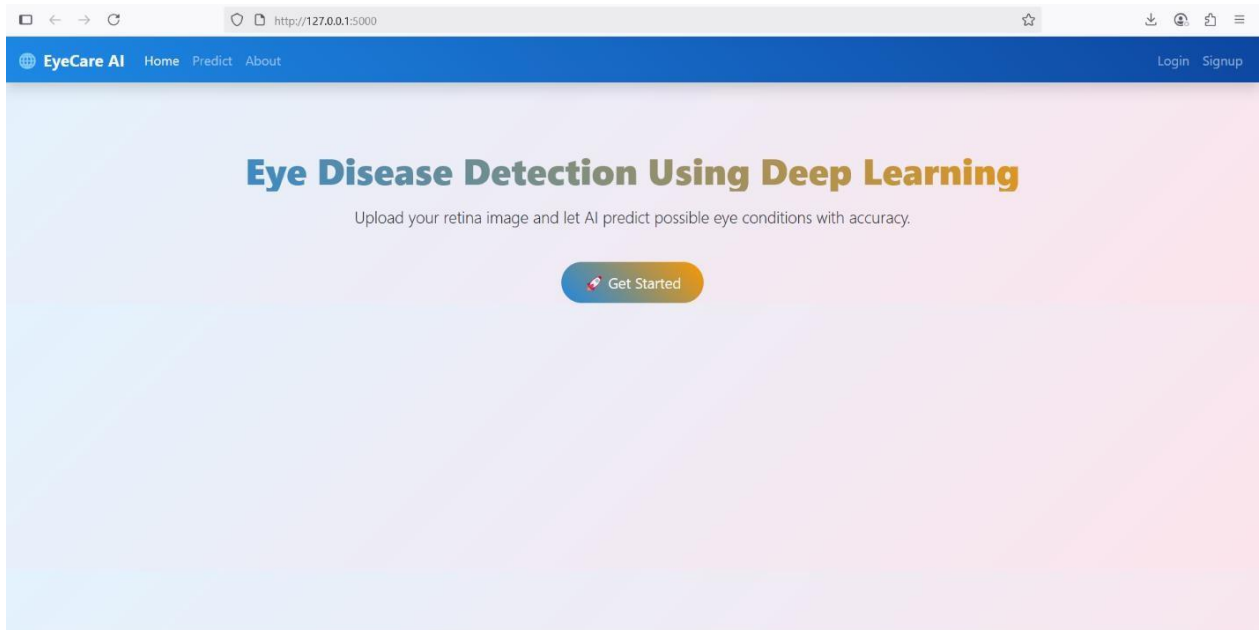 http://127.0.0.1:5000
EyeCare AI Home Predict About Login Signup
Eye Disease Detection Using Deep Learning
Upload your retina image and let AI predict possible eye conditions with accuracy.
🚀 Get Started